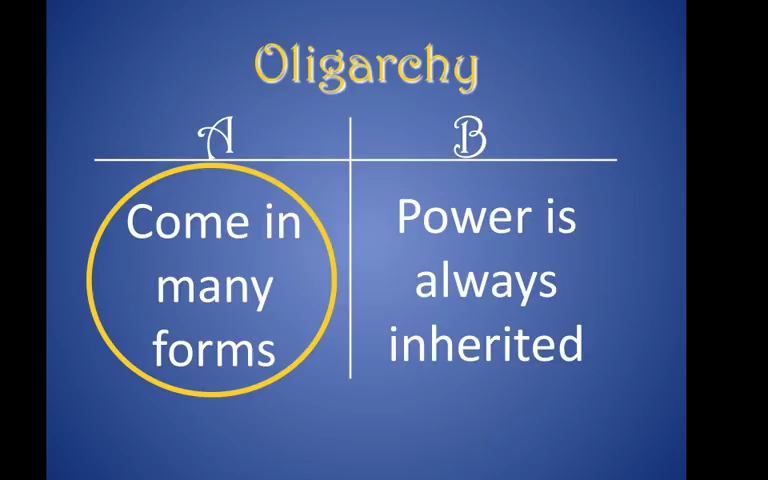 Oligarchy
A B
Come in
many
forms
Power is
always
inherited